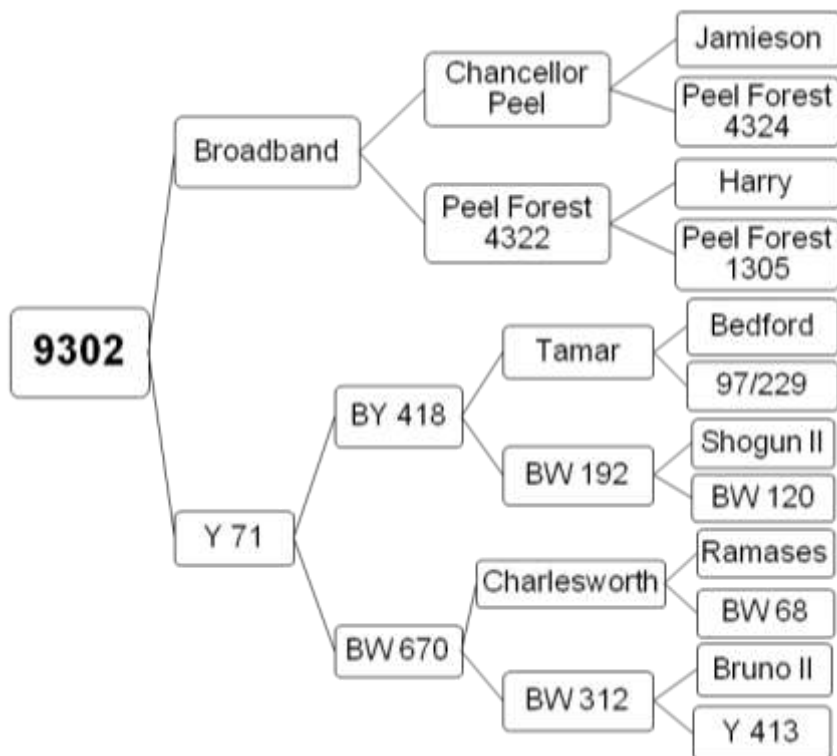 Jamieson
Chancellor
Peel
Peel Forest
4324
Broadband
Harry
Peel Forest
4322
Peel Forest
1305
9302
Bedford
Tamar
97/229
BY 418
Shogun II
BW 192
BW 120
Y 71
Ramases
Charlesworth
BW 68
BW 670
Bruno II
BW 312
Y 413